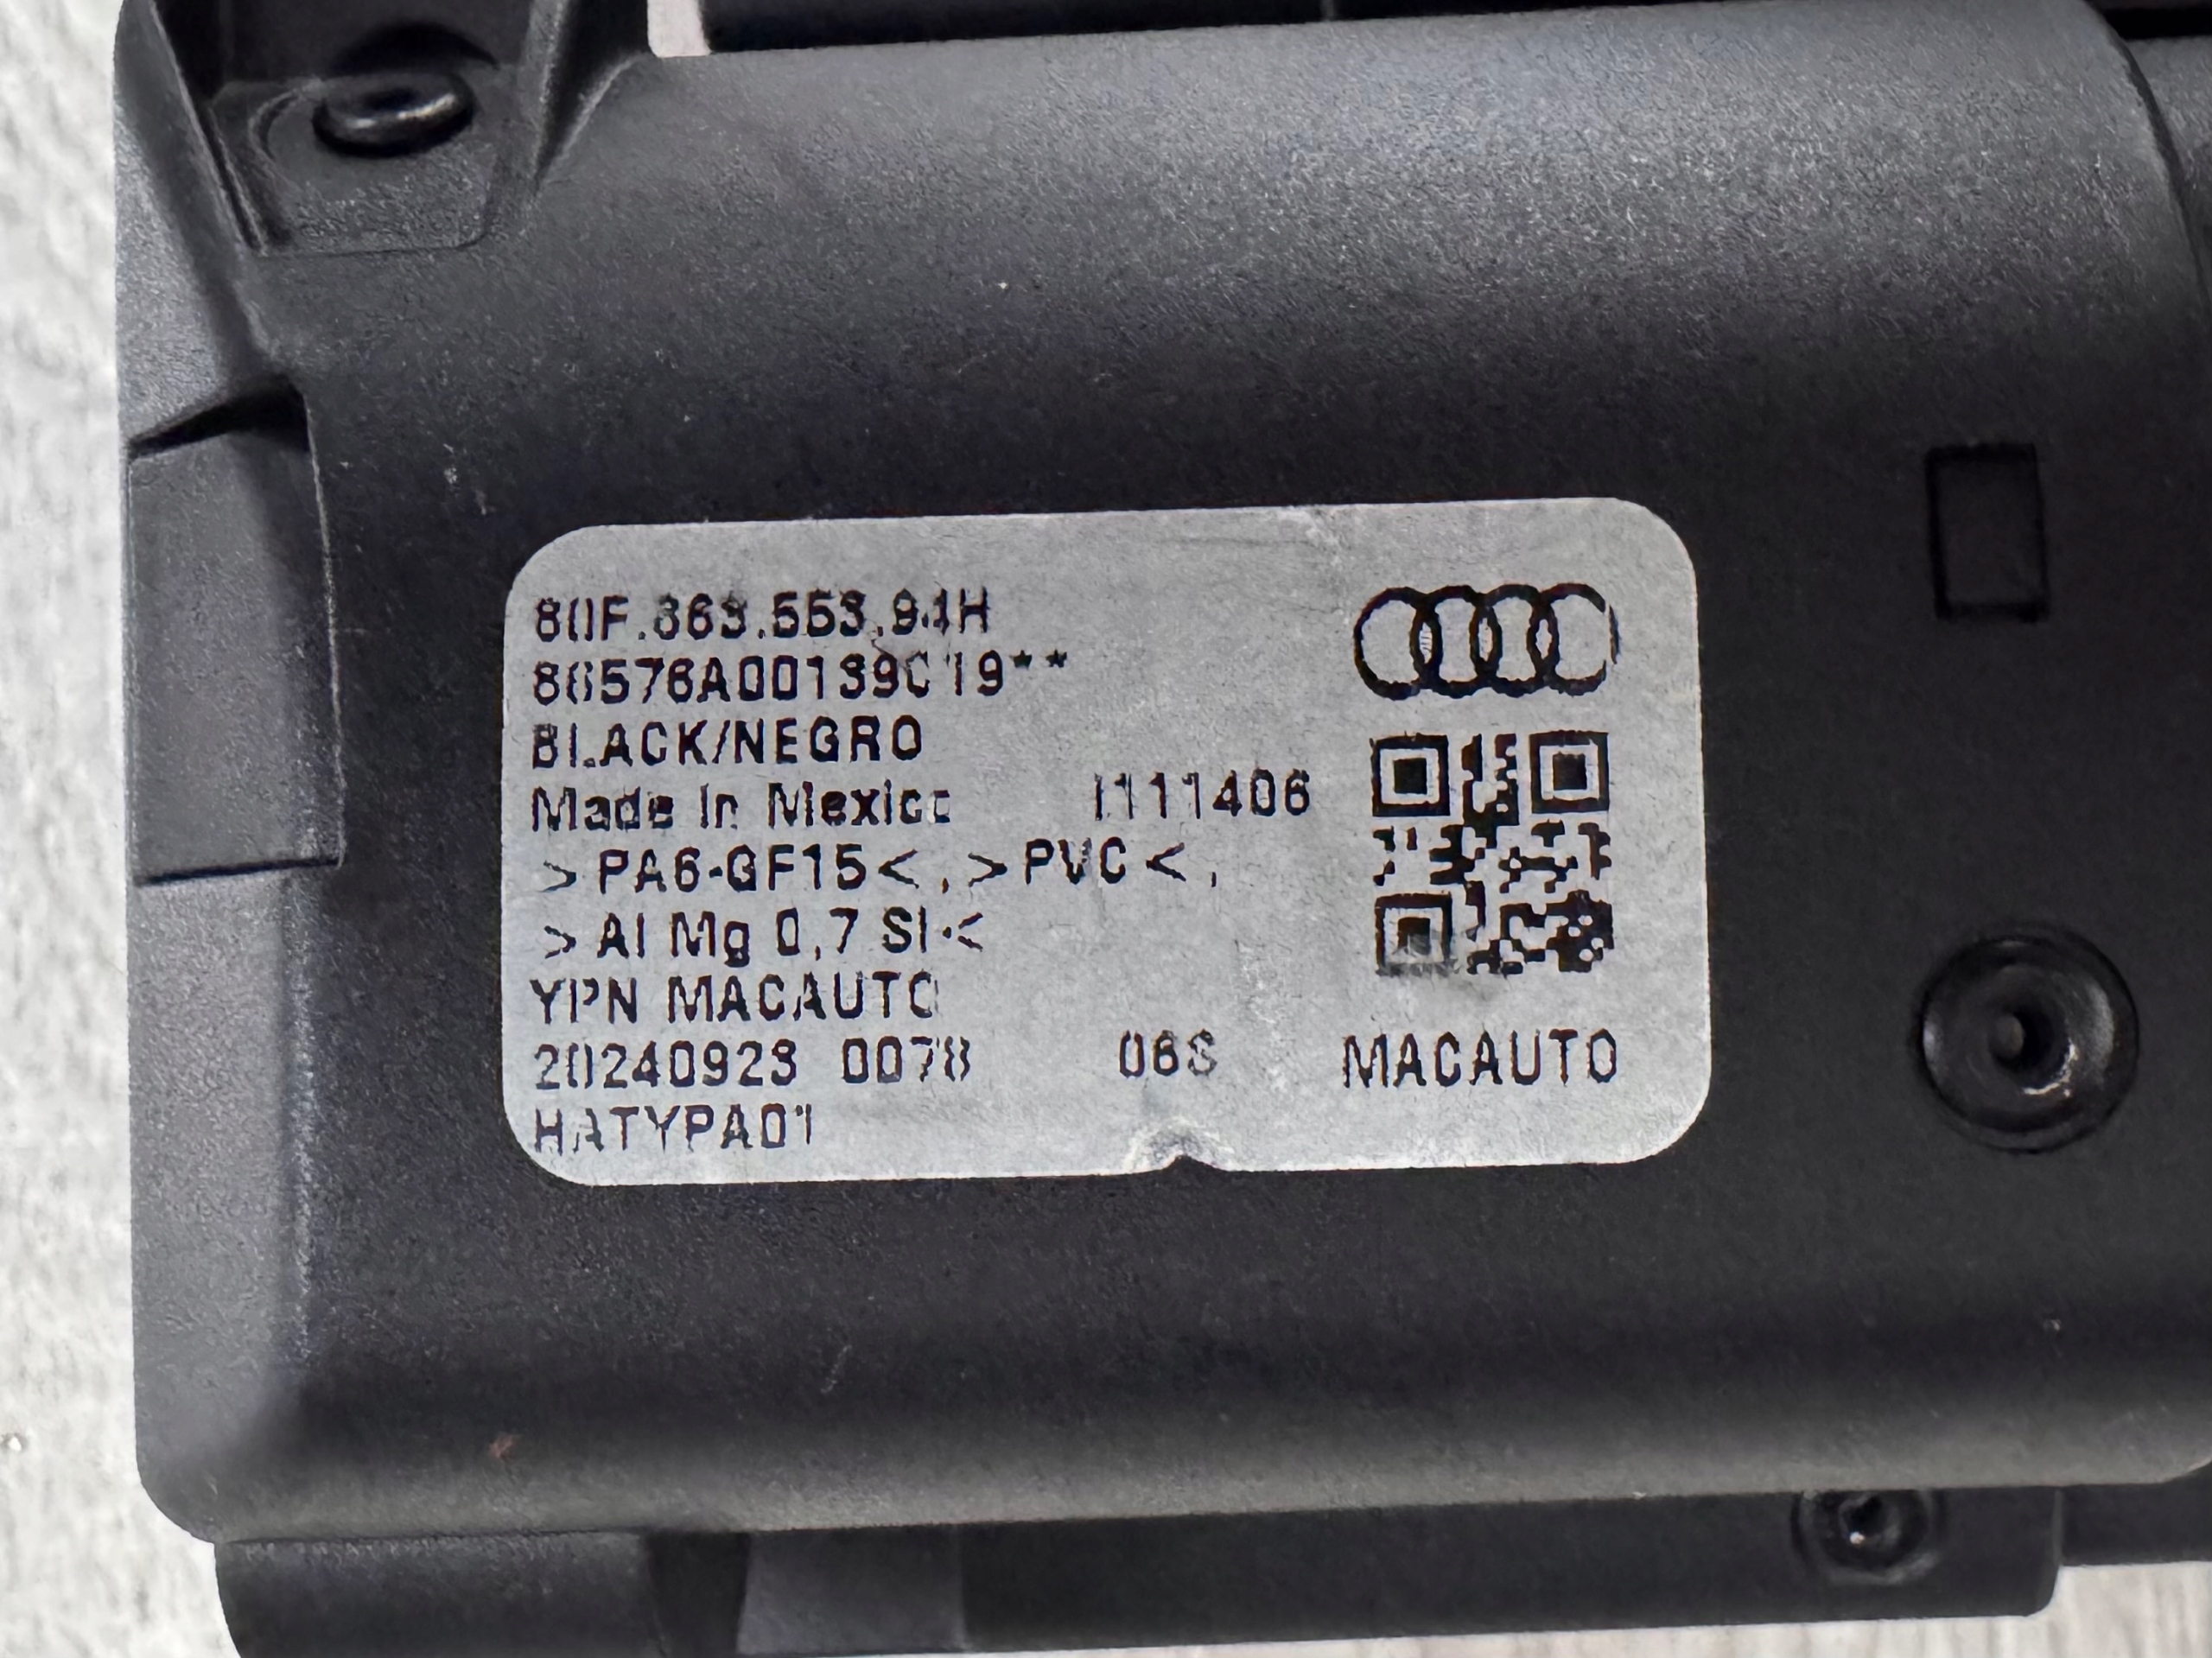 80F.863.553.94H
86576A00139C19**
BLACK/NEGRO
Made In Mexico I111406
>PA6-GF15<,>PVC<,
>Al Mg 0,7 SI<
YPN MACAUTO
20240923 0078 06S MACAUTO
HATYPA01